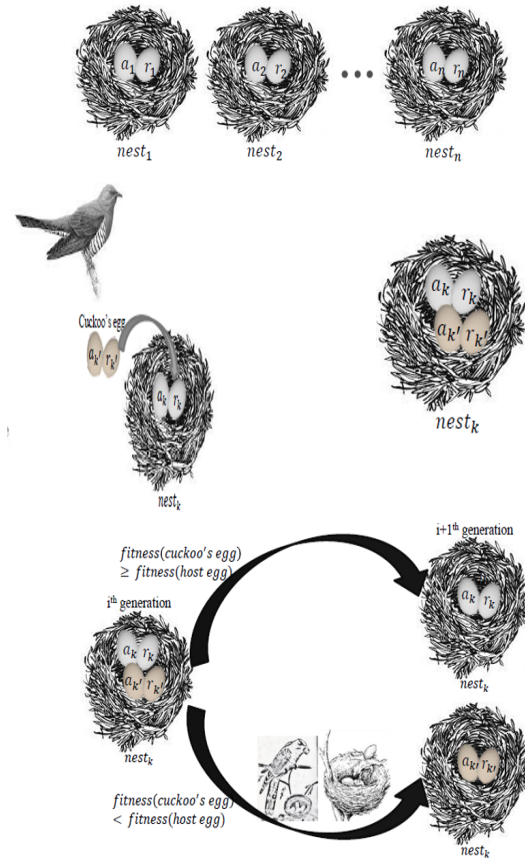 a₁ r₁ a₂ r₂ aₙ rₙ
nest₁ nest₂ nestₙ
Cuckoo's egg
aₖ' rₖ'
aₖ rₖ
nestₖ
aₖ rₖ
aₖ' rₖ'
nestₖ
fitness(cuckoo's egg)
≥ fitness(host egg)
iᵗʰ generation
aₖ rₖ
aₖ' rₖ'
nestₖ
i+1ᵗʰ generation
aₖ rₖ
nestₖ
aₖ' rₖ'
nestₖ
fitness(cuckoo's egg)
< fitness(host egg)